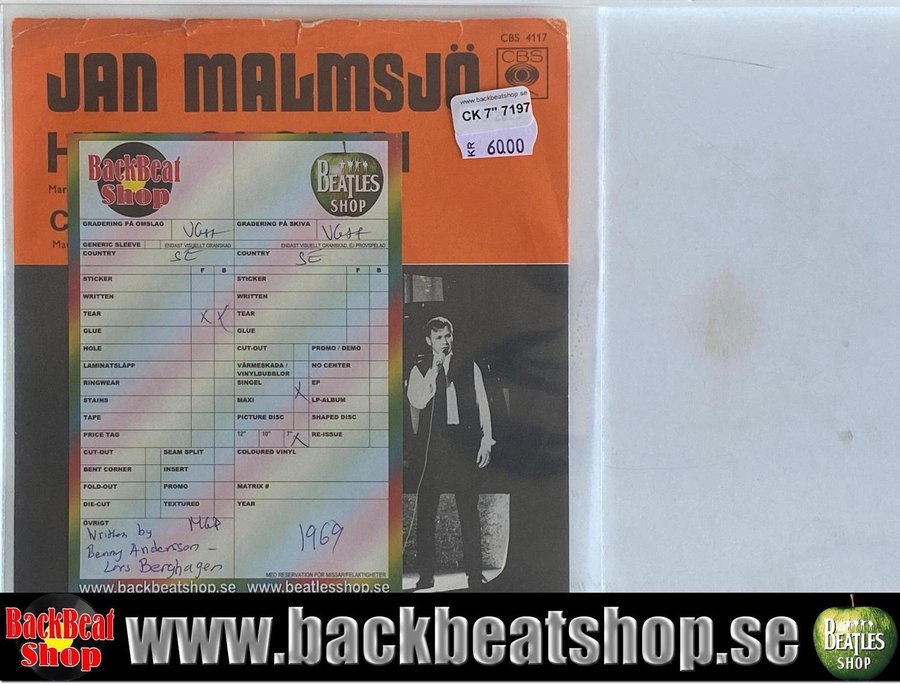 CBS 4117
JAN MALMSJÖ
CBS
www.backbeatshop.se
CK 7" 7197
KR 60.00
BackBeat
Shop
BEATLES
SHOP
GRADERING PÅ OMSLAG VG++ GRADERING PÅ SKIVA VG++
GENERIC SLEEVE ENDAST VISUELLT GRANSKAD ENDAST VISUELLT GRANSKAD, EJ PROVSPELAD
COUNTRY SE COUNTRY SE
F B F B
STICKER STICKER
WRITTEN WRITTEN
TEAR X X TEAR
GLUE GLUE
HOLE CUT-OUT PROMO / DEMO
LAMINATSLÄPP VÄRMESKADA / VINYLBUBBLOR NO CENTER
RINGWEAR SINGEL X EP
STAINS MAXI LP-ALBUM
TAPE PICTURE DISC SHAPED DISC
PRICE TAG 12" 10" 7" X RE-ISSUE
CUT-OUT SEAM SPLIT COLOURED VINYL
BENT CORNER INSERT
FOLD-OUT PROMO MATRIX #
DIE-CUT TEXTURED YEAR
ÖVRIGT
Written by MGP
Benny Andersson -
Lars Berghagen
1969
MED RESERVATION FÖR MISSAR/FELAKTIGHETER
www.backbeatshop.se www.beatlesshop.se
BackBeat
Shop
www.backbeatshop.se
BEATLES
SHOP